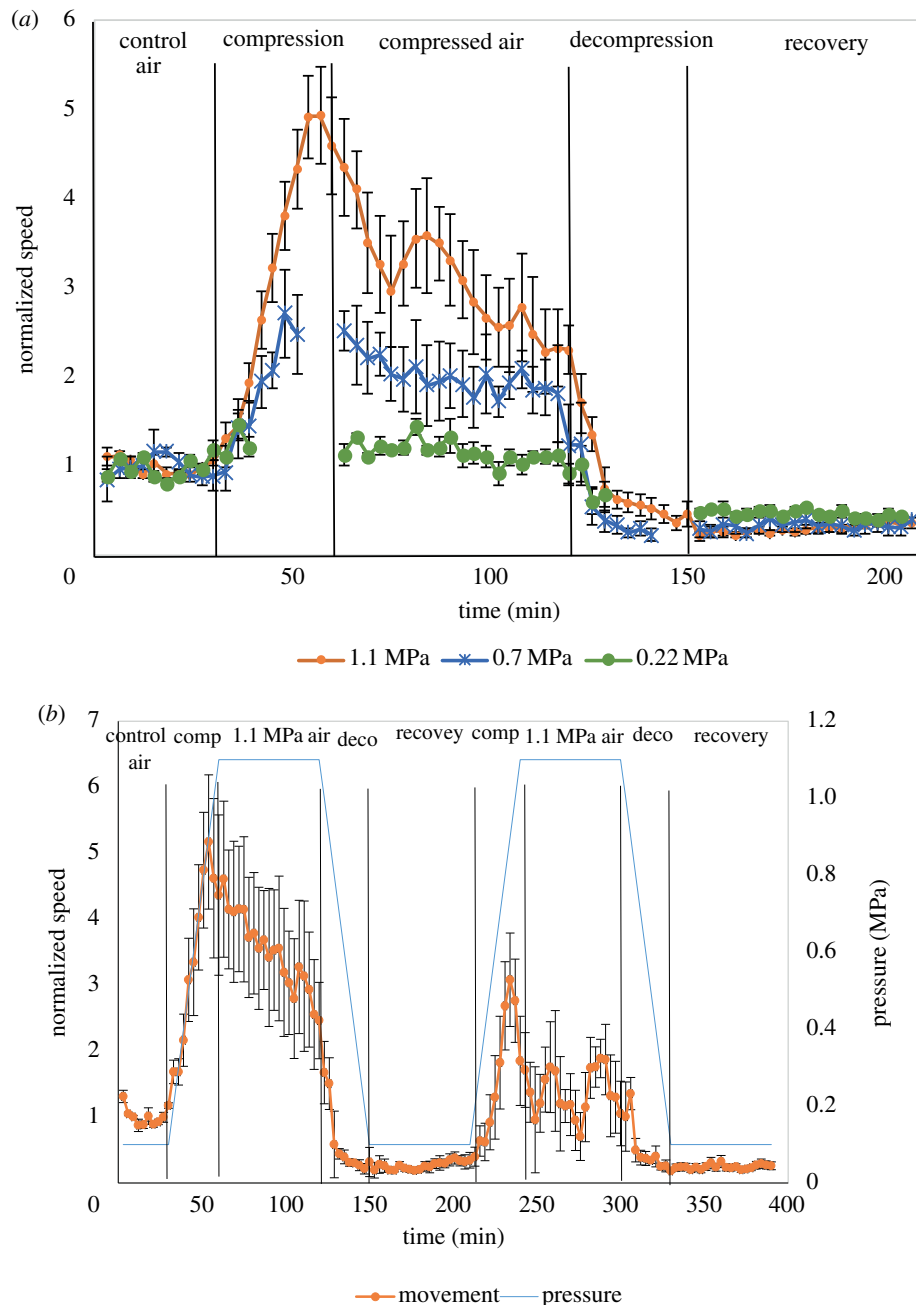 (a)
6
5
4
3
2
1
0
normalized speed
control
air
compression
compressed air
decompression
recovery
50
100
150
200
time (min)
1.1 MPa
0.7 MPa
0.22 MPa
(b)
7
6
5
4
3
2
1
0
normalized speed
control
air
comp
1.1 MPa air
deco
recovey
comp
1.1 MPa air
deco
recovery
1.2
1.0
0.8
0.6
0.4
0.2
0
pressure (MPa)
50
100
150
200
250
300
350
400
time (min)
movement
pressure